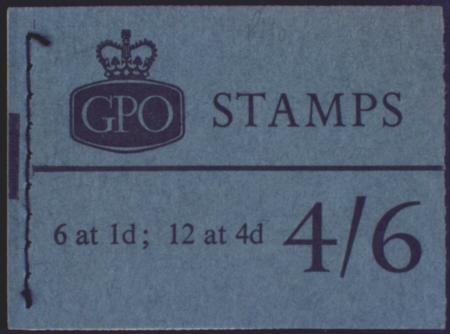 GPO STAMPS
6 at 1d; 12 at 4d 4/6